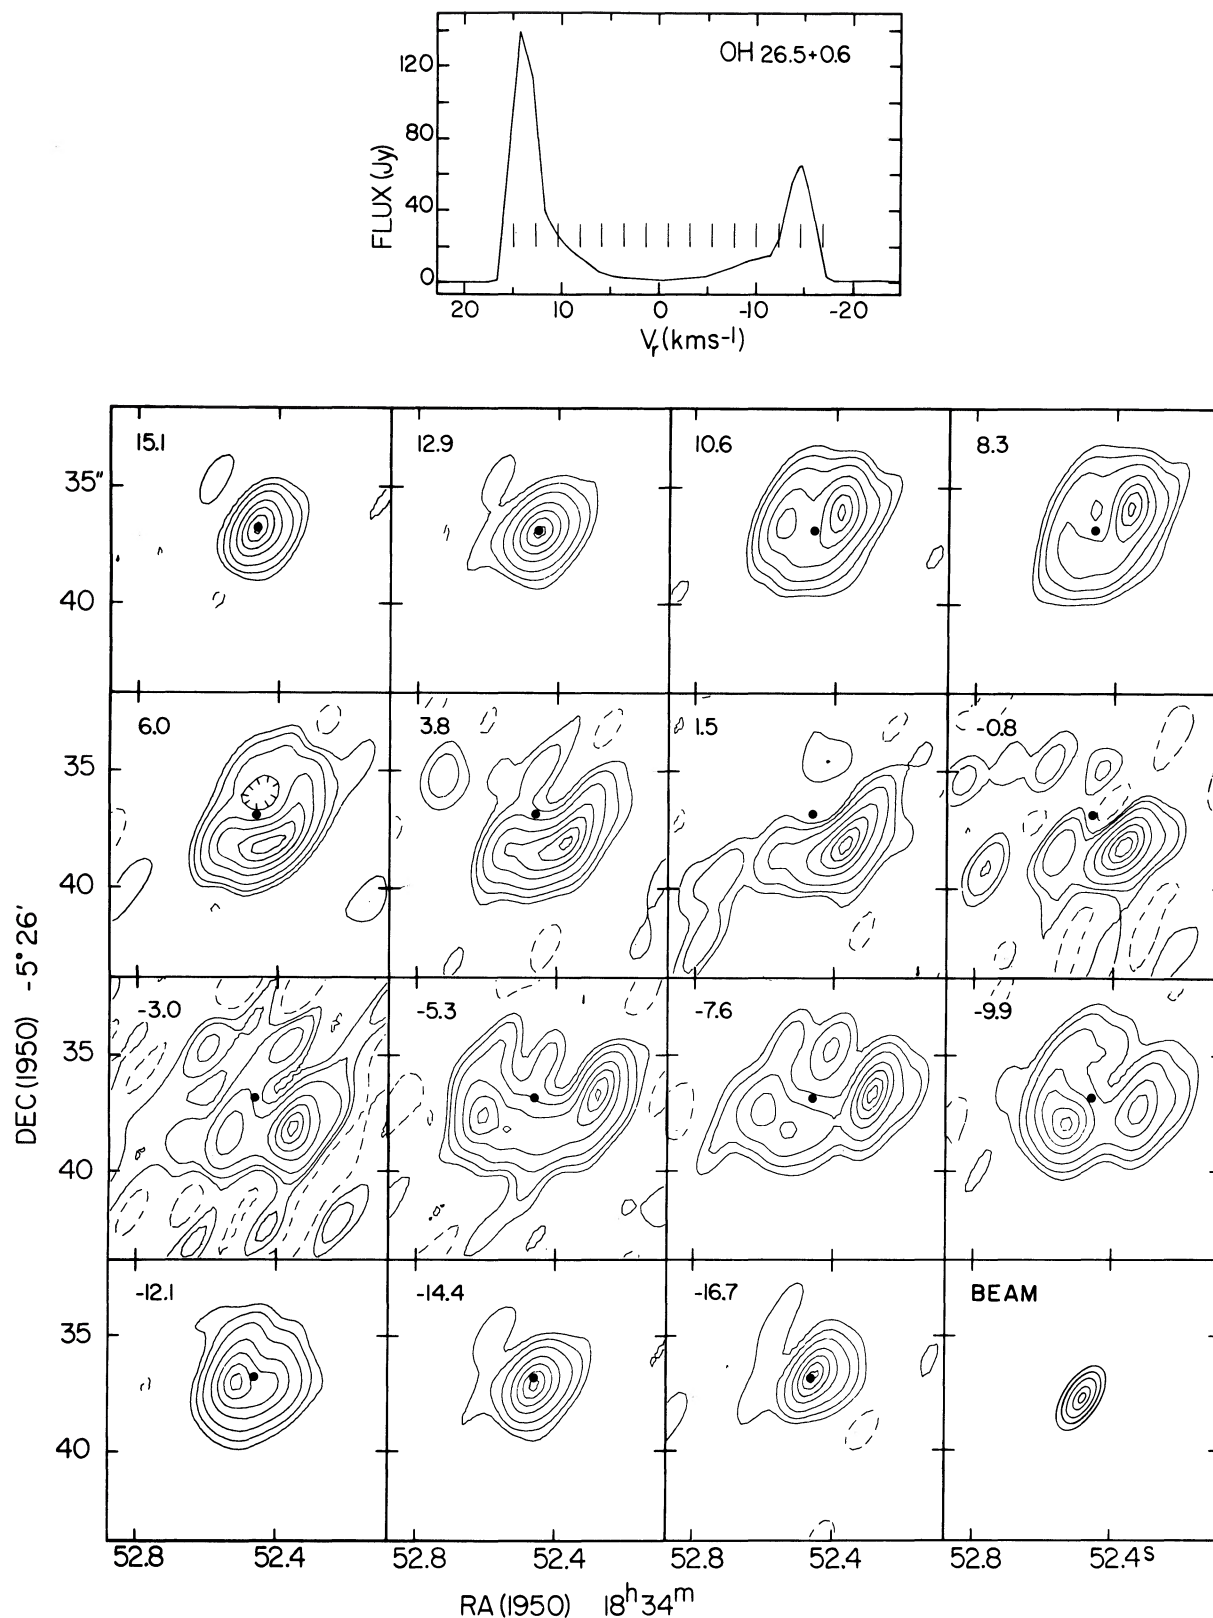 OH 26.5+0.6
FLUX (Jy)
120
80
40
0
20 10 0 -10 -20
Vr (kms-1)
15.1 12.9 10.6 8.3
35"
40
6.0 3.8 1.5 -0.8
35
40
DEC (1950) -5° 26'
-3.0 -5.3 -7.6 -9.9
35
40
-12.1 -14.4 -16.7 BEAM
35
40
52.8 52.4 52.8 52.4 52.8 52.4 52.8 52.4s
RA (1950) 18h 34m